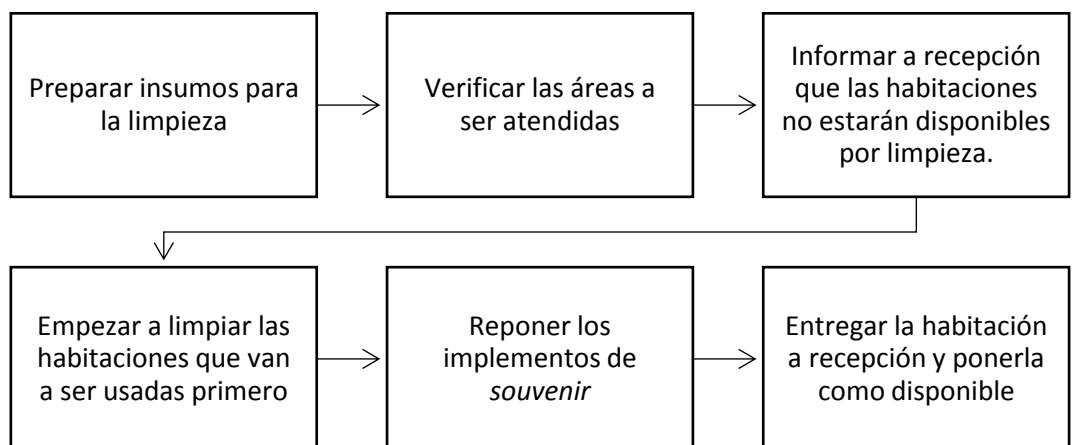 Preparar insumos para
la limpieza
Verificar las áreas a
ser atendidas
Informar a recepción
que las habitaciones
no estarán disponibles
por limpieza.
Empezar a limpiar las
habitaciones que van
a ser usadas primero
Reponer los
implementos de
souvenir
Entregar la habitación
a recepción y ponerla
como disponible